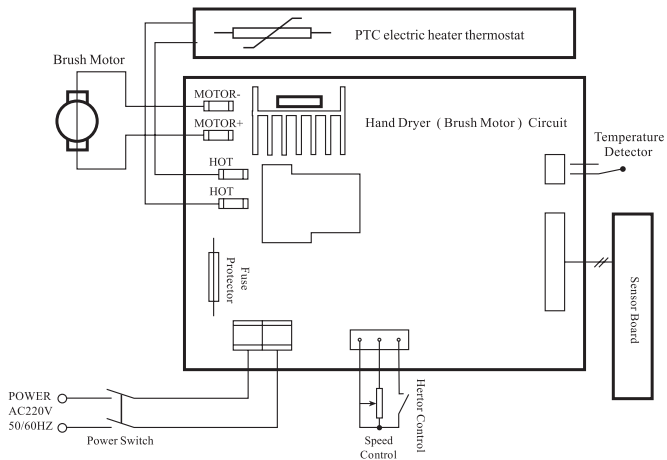 PTC electric heater thermostat
Brush Motor
MOTOR-
MOTOR+
Hand Dryer ( Brush Motor ) Circuit
Temperature
Detector
HOT
HOT
Fuse
Protector
Sensor Board
POWER
AC220V
50/60HZ
Power Switch
Speed
Control
Hertor Control